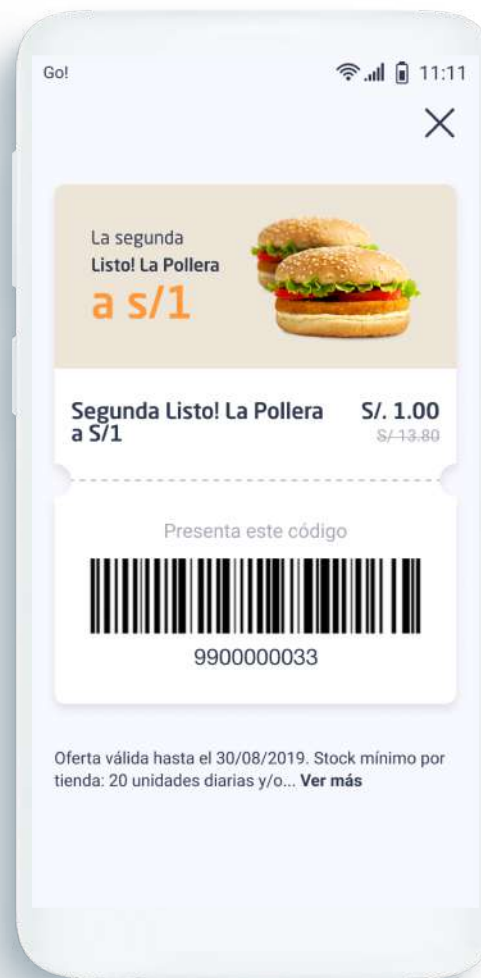 Go!
11:11
La segunda
Listo! La Pollera
a s/1
Segunda Listo! La Pollera
a S/1
S/. 1.00
S/ 13.80
Presenta este código
9900000033
Oferta válida hasta el 30/08/2019. Stock mínimo por
tienda: 20 unidades diarias y/o... Ver más